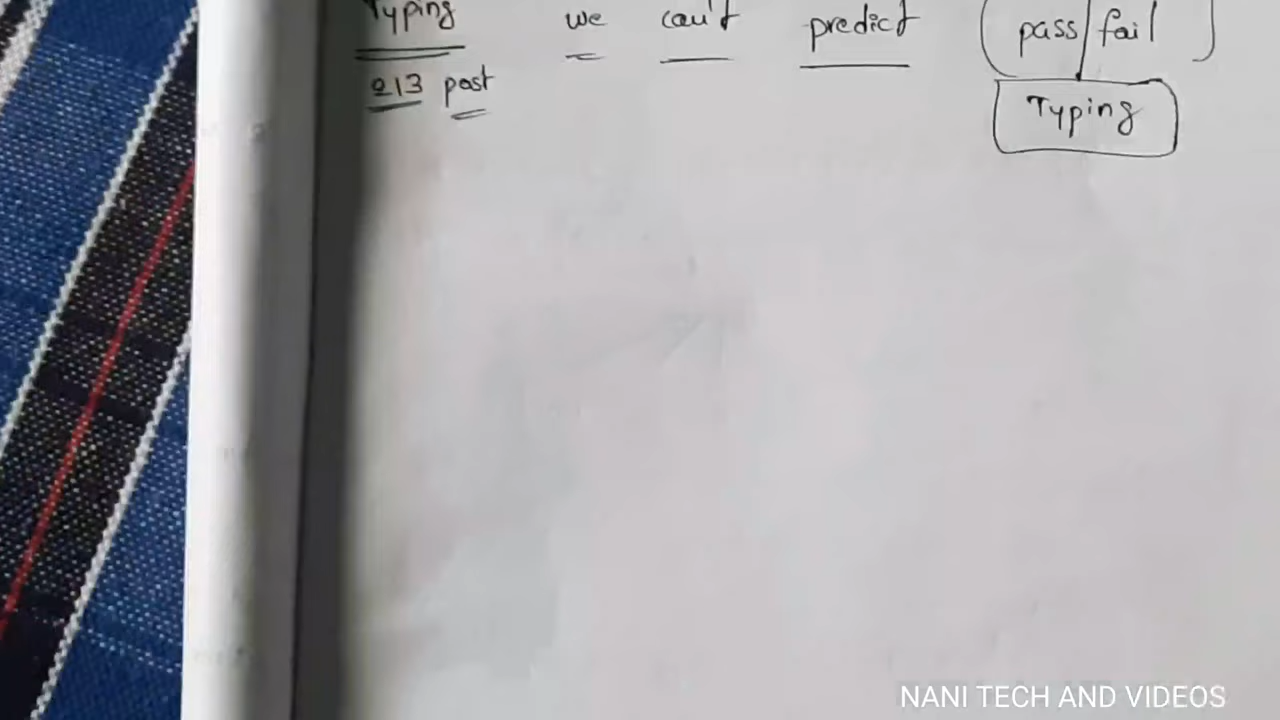 Typing we can't predict (pass/fail)
213 post
Typing
NANI TECH AND VIDEOS